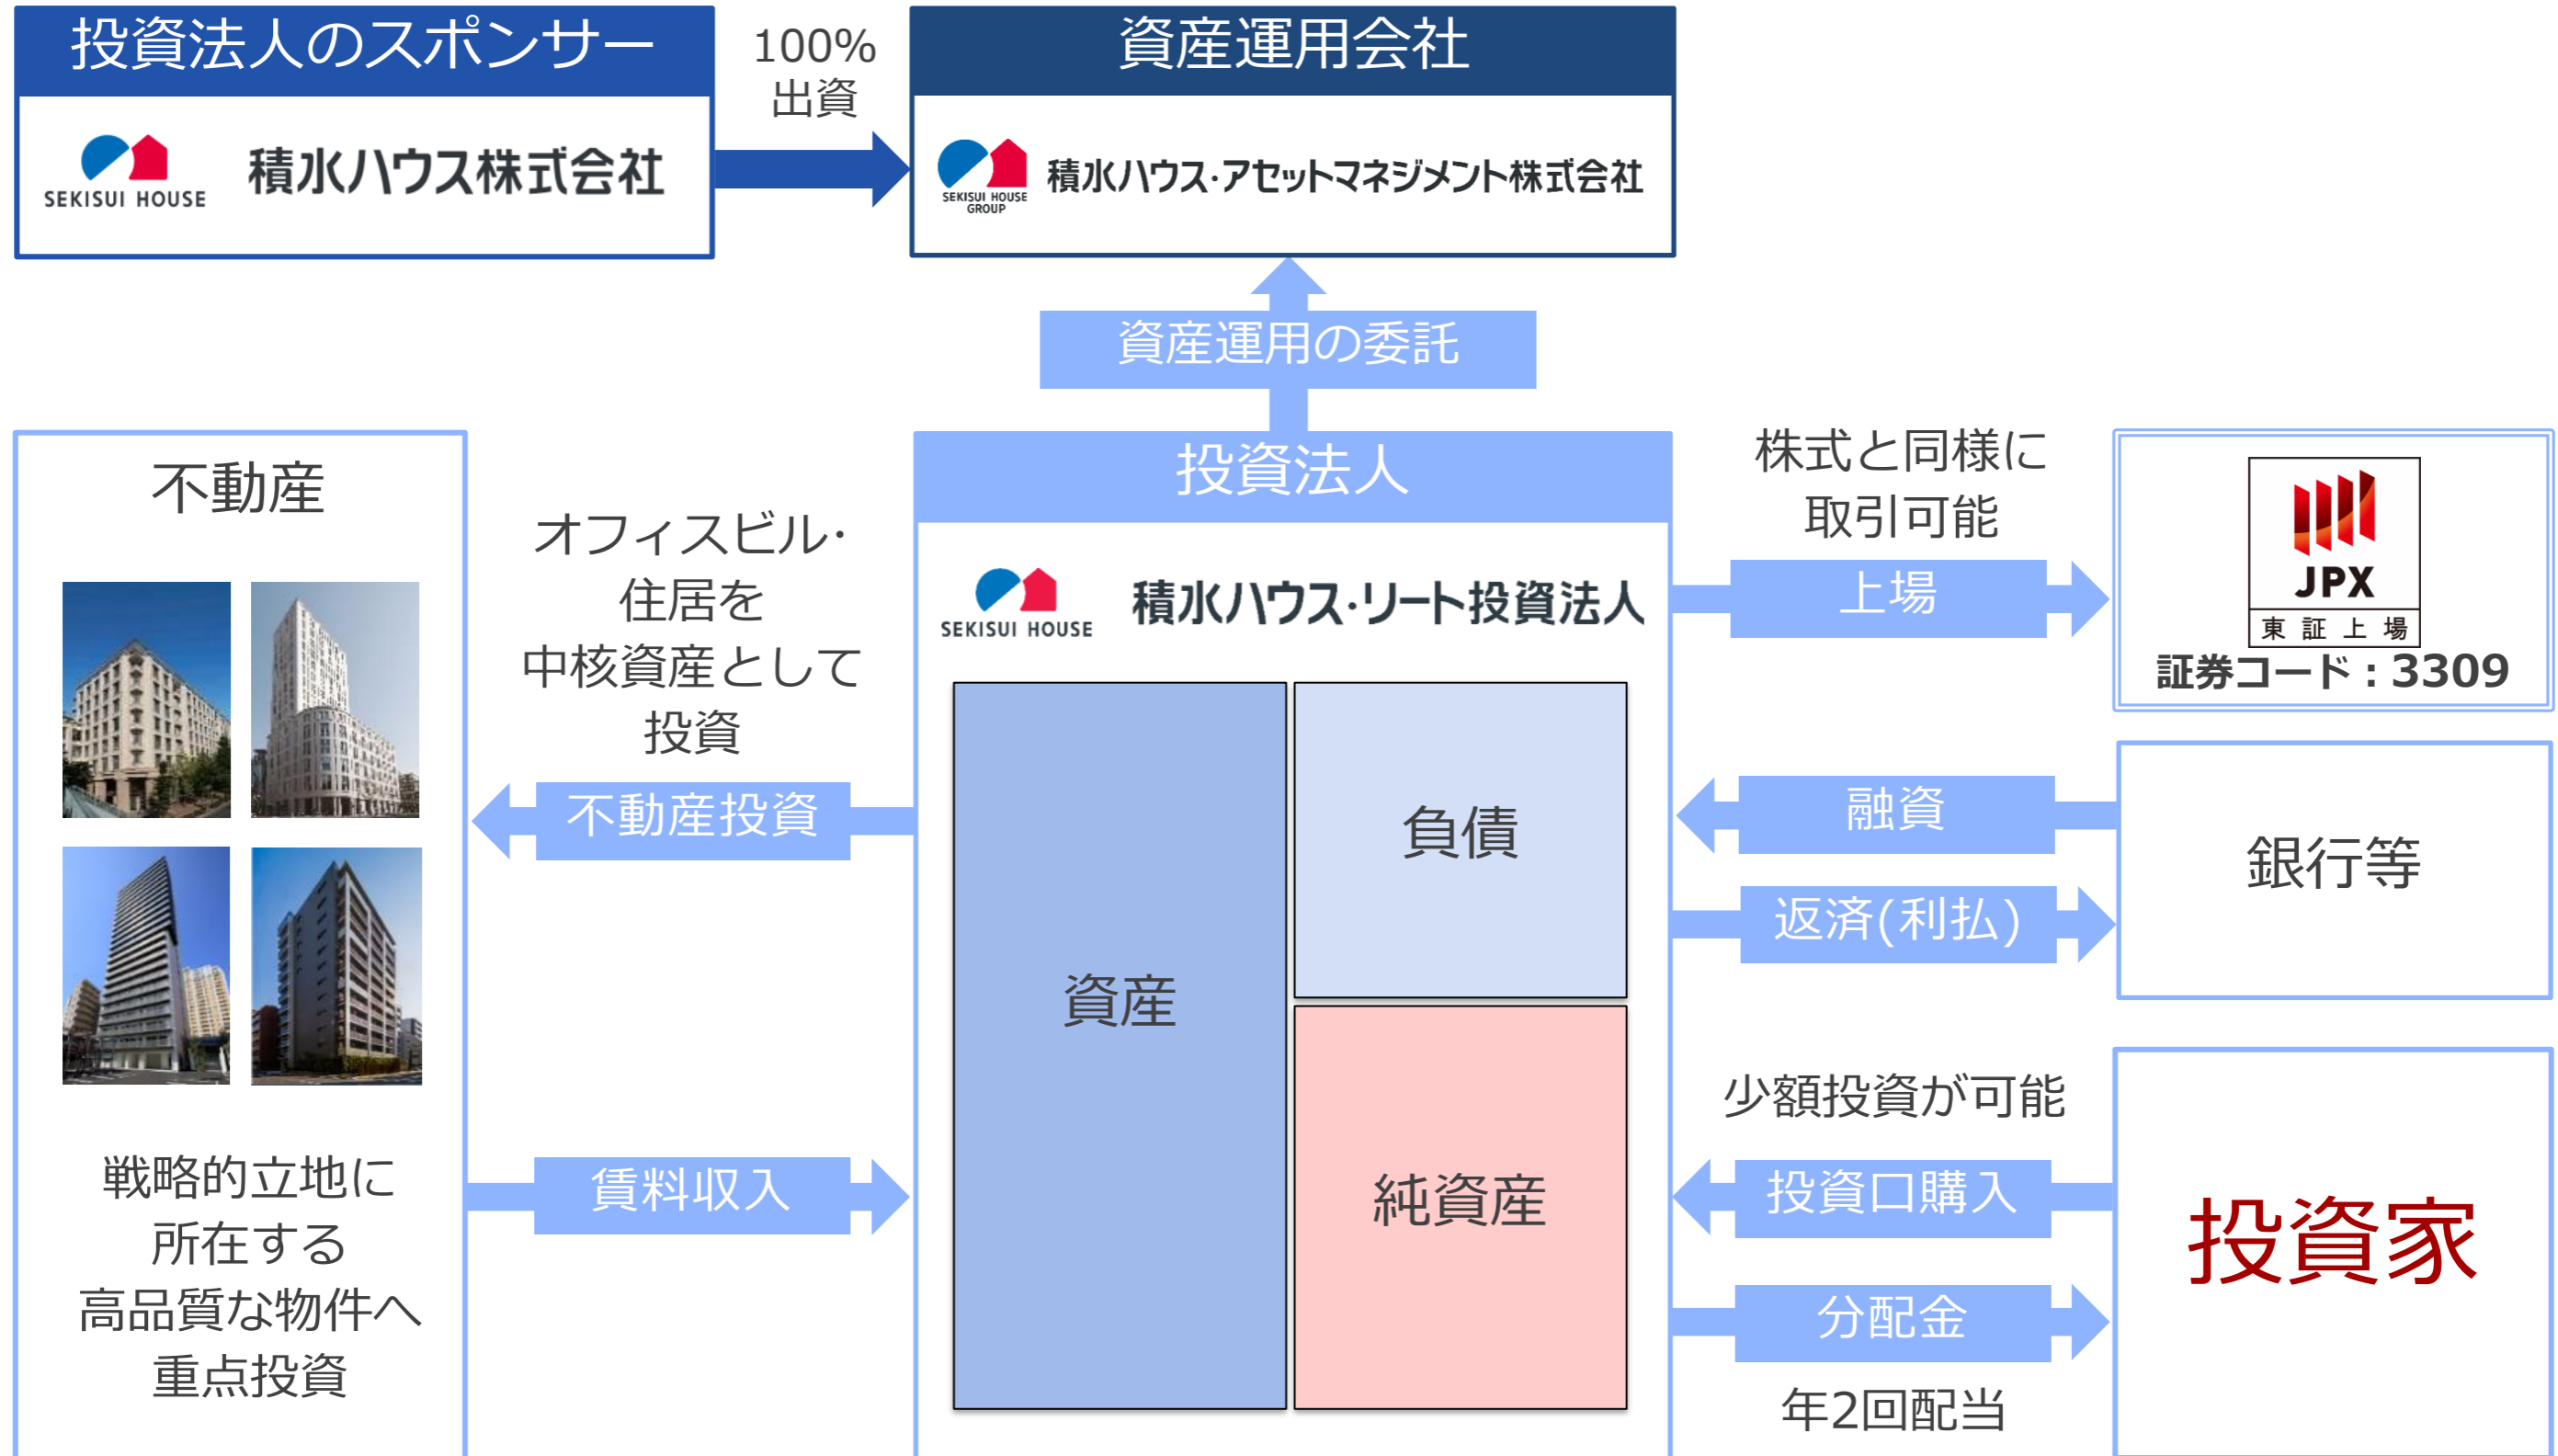 投資法人のスポンサー
SEKISUI HOUSE
積水ハウス株式会社
100%
出資
資産運用会社
SEKISUI HOUSE
GROUP
積水ハウス・アセットマネジメント株式会社
資産運用の委託
不動産
戦略的立地に
所在する
高品質な物件へ
重点投資
オフィスビル・
住居を
中核資産として
投資
不動産投資
賃料収入
投資法人
SEKISUI HOUSE
積水ハウス・リート投資法人
資産
負債
純資産
株式と同様に
取引可能
上場
JPX
東証上場
証券コード：3309
融資
返済(利払)
銀行等
少額投資が可能
投資口購入
分配金
年2回配当
投資家